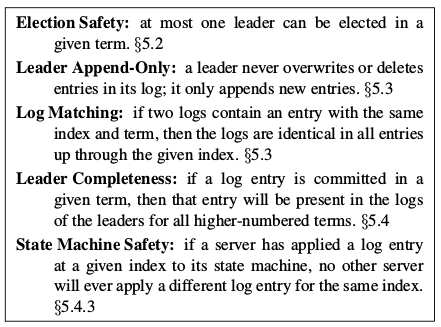 Election Safety: at most one leader can be elected in a
given term. §5.2
Leader Append-Only: a leader never overwrites or deletes
entries in its log; it only appends new entries. §5.3
Log Matching: if two logs contain an entry with the same
index and term, then the logs are identical in all entries
up through the given index. §5.3
Leader Completeness: if a log entry is committed in a
given term, then that entry will be present in the logs
of the leaders for all higher-numbered terms. §5.4
State Machine Safety: if a server has applied a log entry
at a given index to its state machine, no other server
will ever apply a different log entry for the same index.
§5.4.3